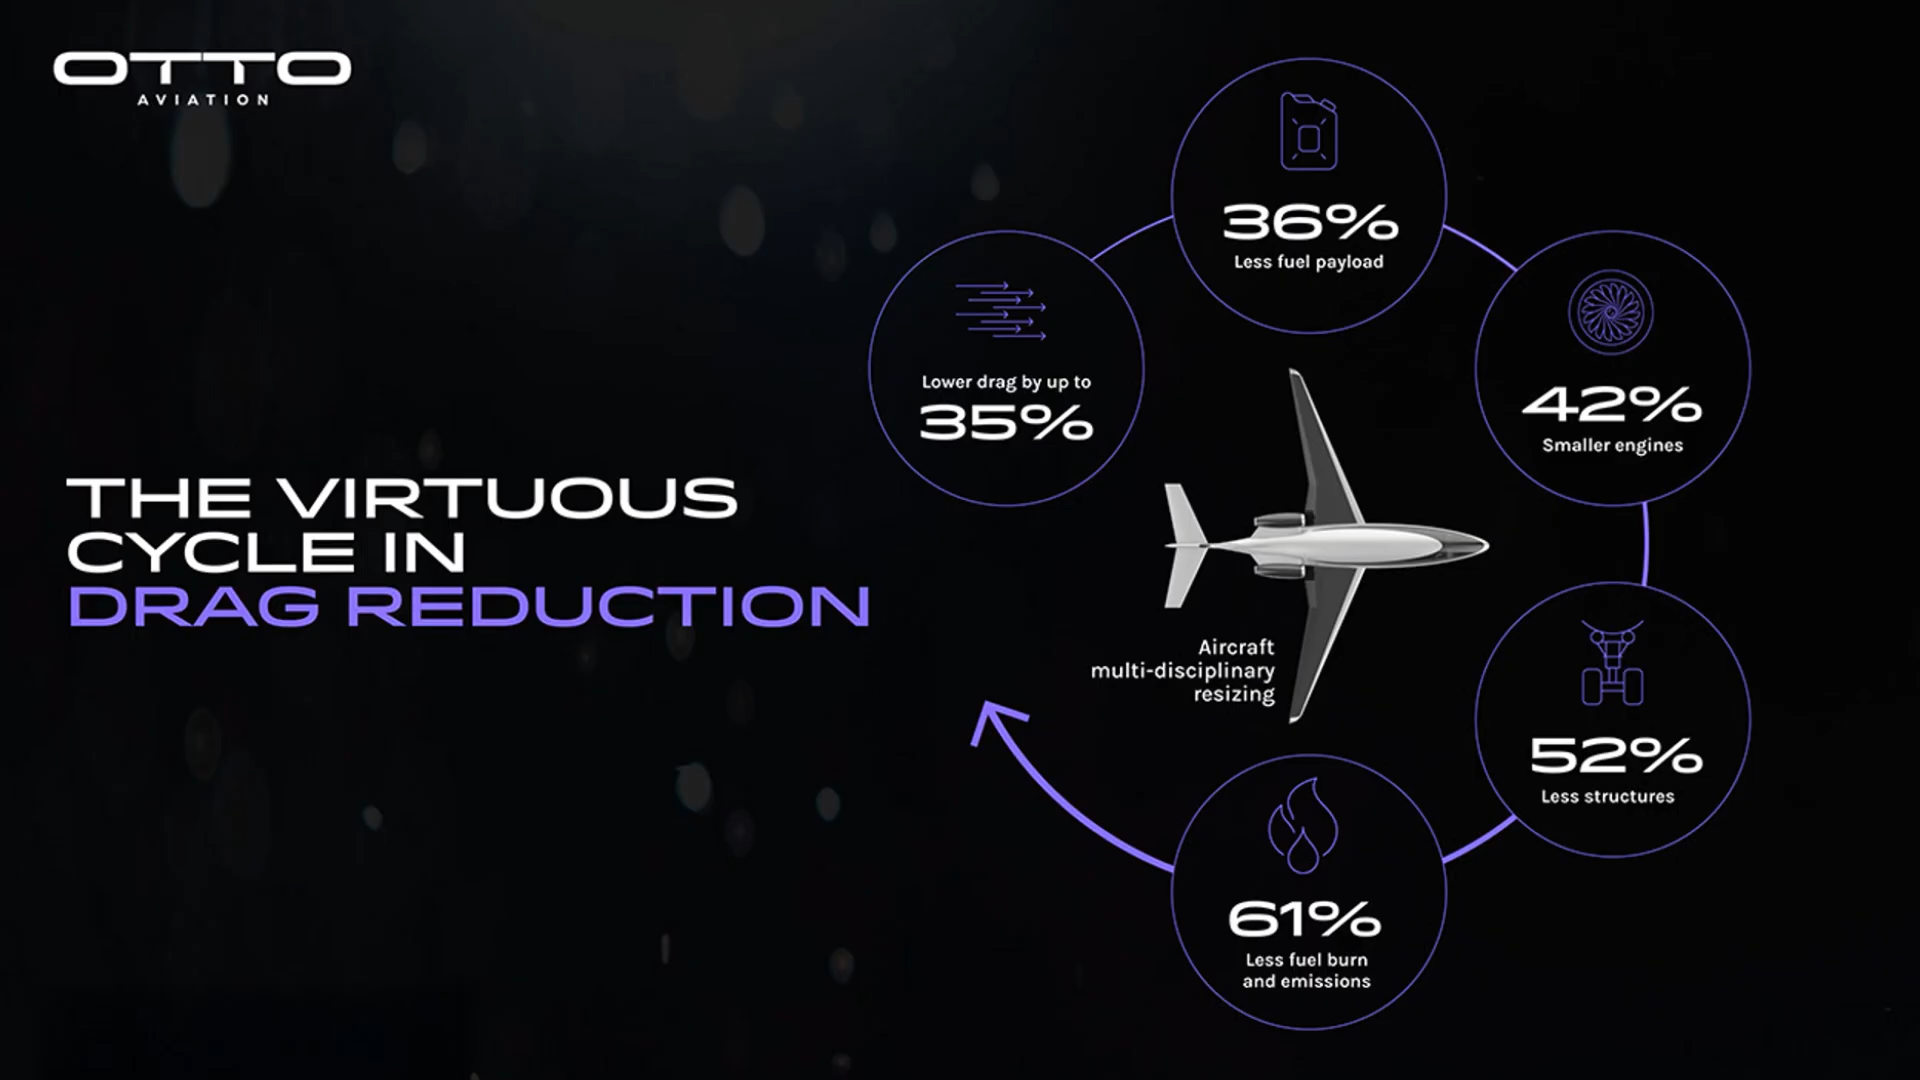 OTTO
AVIATION
THE VIRTUOUS
CYCLE IN
DRAG REDUCTION
Lower drag by up to
35%
36%
Less fuel payload
42%
Smaller engines
52%
Less structures
61%
Less fuel burn
and emissions
Aircraft
multi-disciplinary
resizing